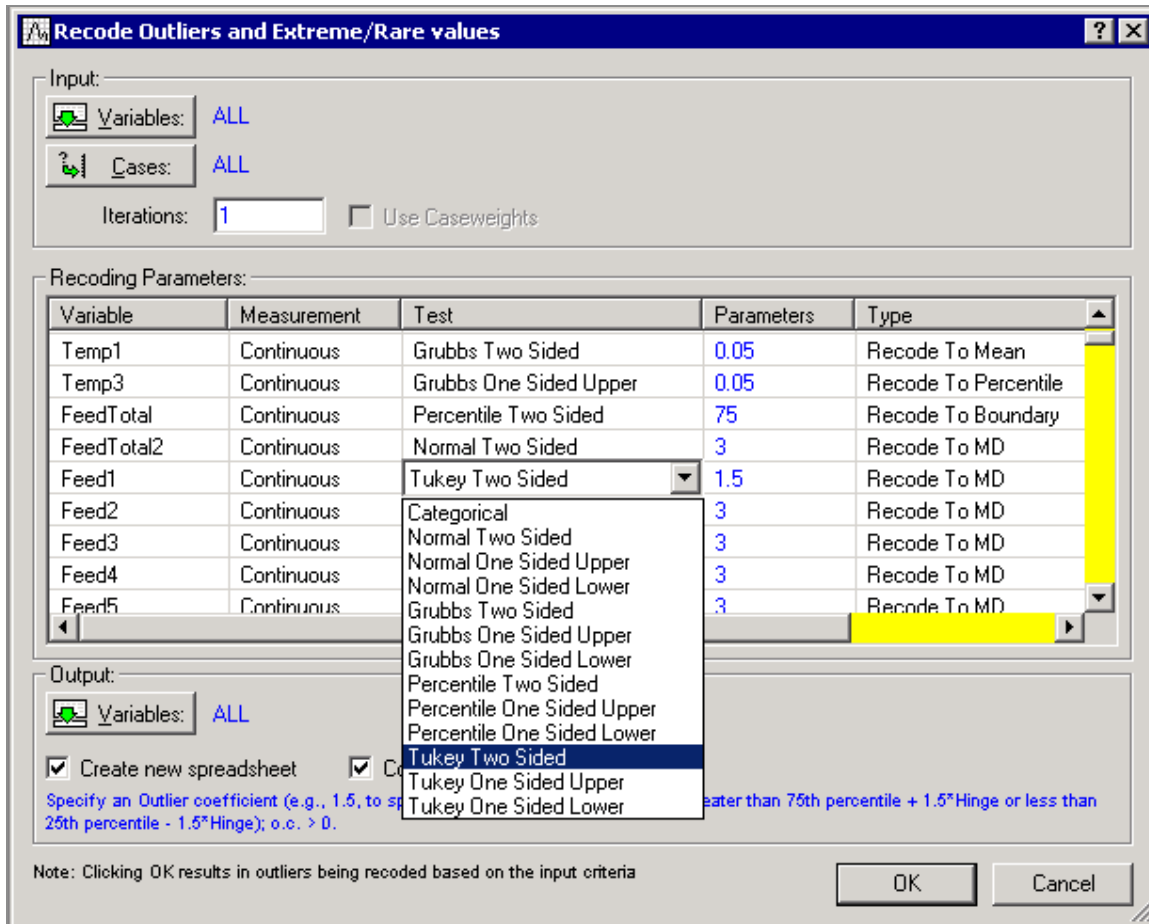 Recode Outliers and Extreme/Rare values
Input:
Variables: ALL
Cases: ALL
Iterations: 1 Use Caseweights
Recoding Parameters:
Variable Measurement Test Parameters Type
Temp1 Continuous Grubbs Two Sided 0.05 Recode To Mean
Temp3 Continuous Grubbs One Sided Upper 0.05 Recode To Percentile
FeedTotal Continuous Percentile Two Sided 75 Recode To Boundary
FeedTotal2 Continuous Normal Two Sided 3 Recode To MD
Feed1 Continuous Tukey Two Sided 1.5 Recode To MD
Feed2 Continuous 3 Recode To MD
Feed3 Continuous 3 Recode To MD
Feed4 Continuous 3 Recode To MD
Feed5 Continuous 3 Recode To MD
Categorical
Normal Two Sided
Normal One Sided Upper
Normal One Sided Lower
Grubbs Two Sided
Grubbs One Sided Upper
Grubbs One Sided Lower
Percentile Two Sided
Percentile One Sided Upper
Percentile One Sided Lower
Tukey Two Sided
Tukey One Sided Upper
Tukey One Sided Lower
Output:
Variables: ALL
Create new spreadsheet
Specify an Outlier coefficient (e.g., 1.5, to 75th percentile + 1.5*Hinge or less than
25th percentile - 1.5*Hinge); o.c. > 0.
Note: Clicking OK results in outliers being recoded based on the input criteria
OK Cancel